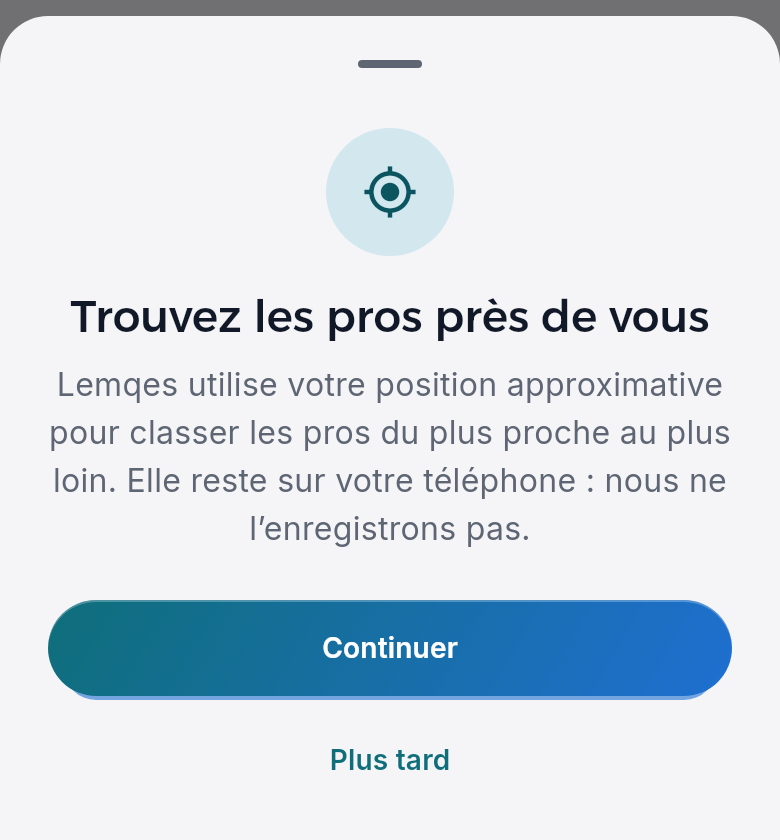 Trouvez les pros près de vous
Lemqes utilise votre position approximative
pour classer les pros du plus proche au plus
loin. Elle reste sur votre téléphone : nous ne
l’enregistrons pas.
Continuer
Plus tard